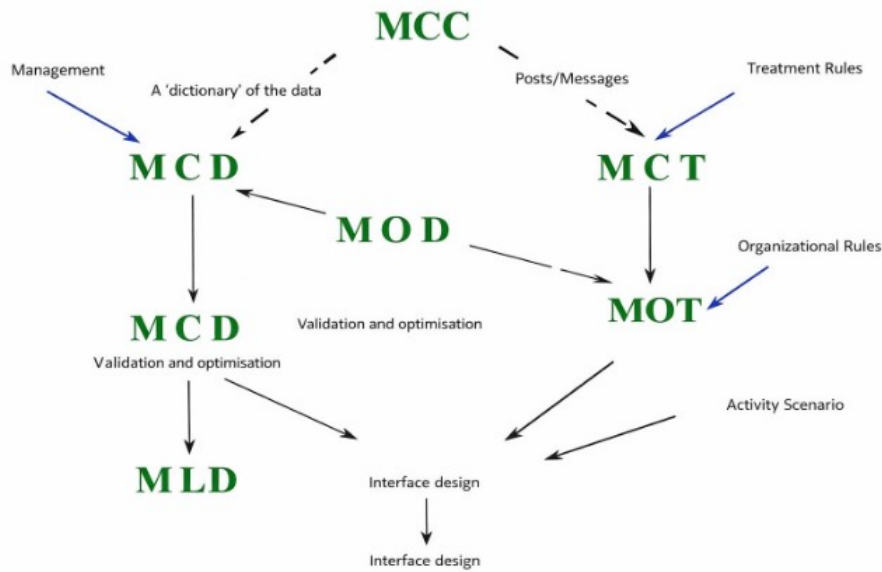 MCC
Management
A 'dictionary' of the data
Posts/Messages
Treatment Rules
M C D
M C T
M O D
Organizational Rules
M C D
Validation and optimisation
MOT
Validation and optimisation
Activity Scenario
M LD
Interface design
Interface design